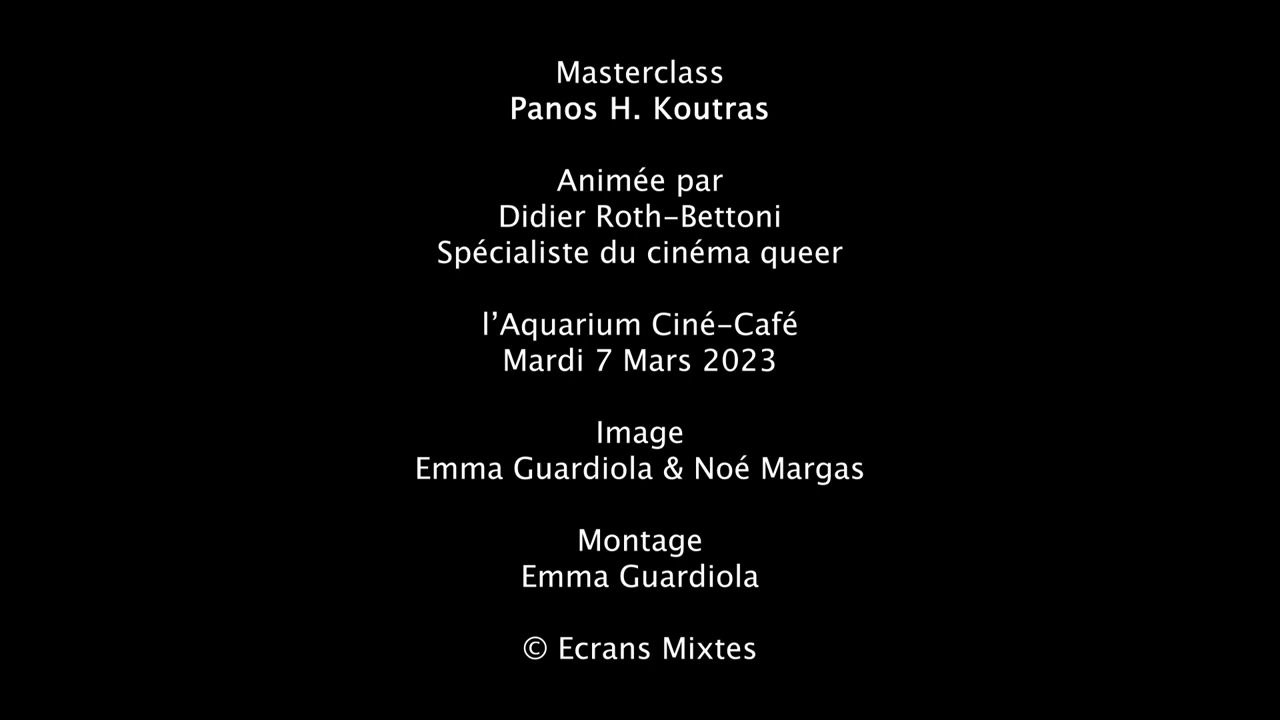 Masterclass
Panos H. Koutras
Animée par
Didier Roth-Bettoni
Spécialiste du cinéma queer
l’Aquarium Ciné-Café
Mardi 7 Mars 2023
Image
Emma Guardiola & Noé Margas
Montage
Emma Guardiola
© Ecrans Mixtes